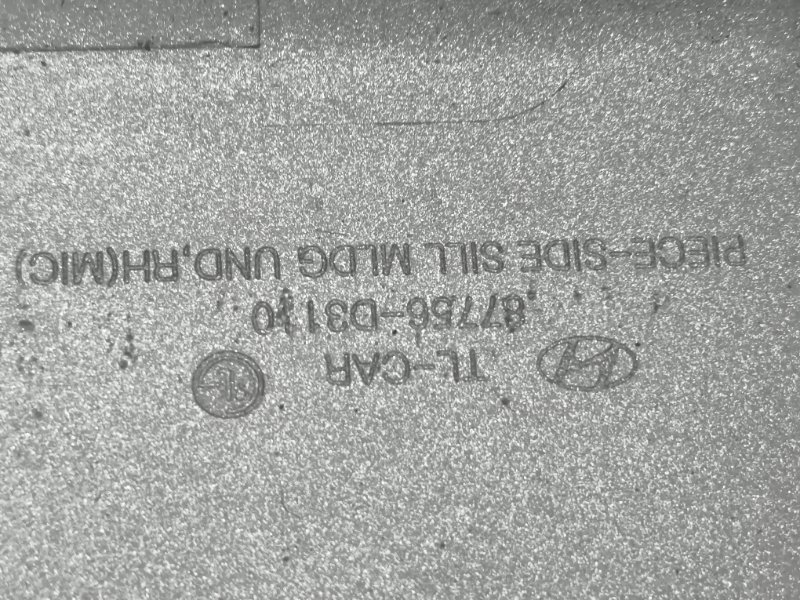 TL-CAR
87756-D3110
PIECE-SIDE SILL MLDG UND,RH(MIC)